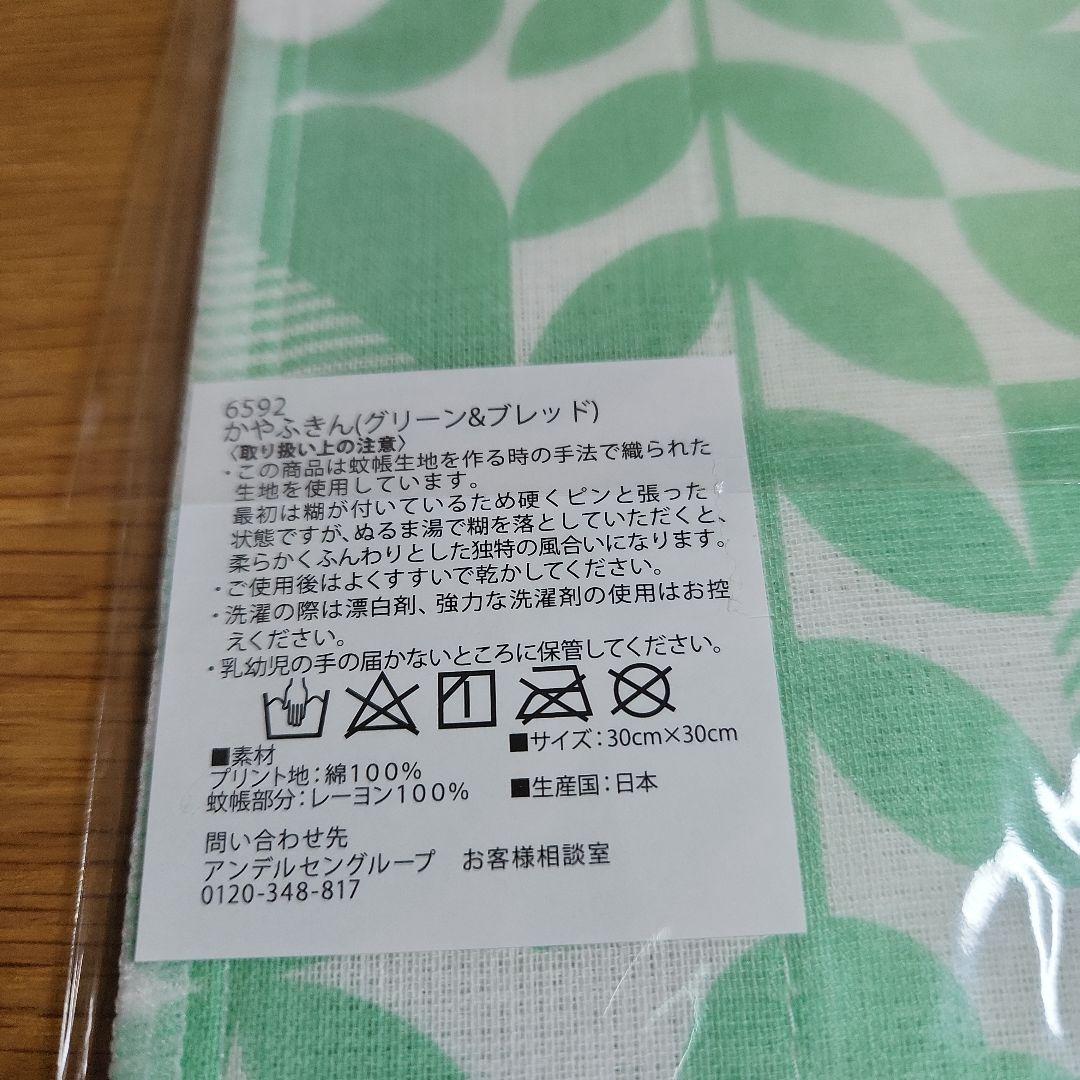 6592
かやふきん(グリーン&ブレッド)
〈取り扱い上の注意〉
・この商品は蚊帳生地を作る時の手法で織られた
生地を使用しています。
最初は糊が付いているため硬くピンと張った
状態ですが、ぬるま湯で糊を落としていただくと、
柔らかくふんわりとした独特の風合いになります。
・ご使用後はよくすすいで乾かしてください。
・洗濯の際は漂白剤、強力な洗濯剤の使用はお控
えください。
・乳幼児の手の届かないところに保管してください。
■素材
プリント地：綿100%
蚊帳部分：レーヨン100%
■サイズ：30cm×30cm
■生産国：日本
問い合わせ先
アンデルセングループ　お客様相談室
0120-348-817